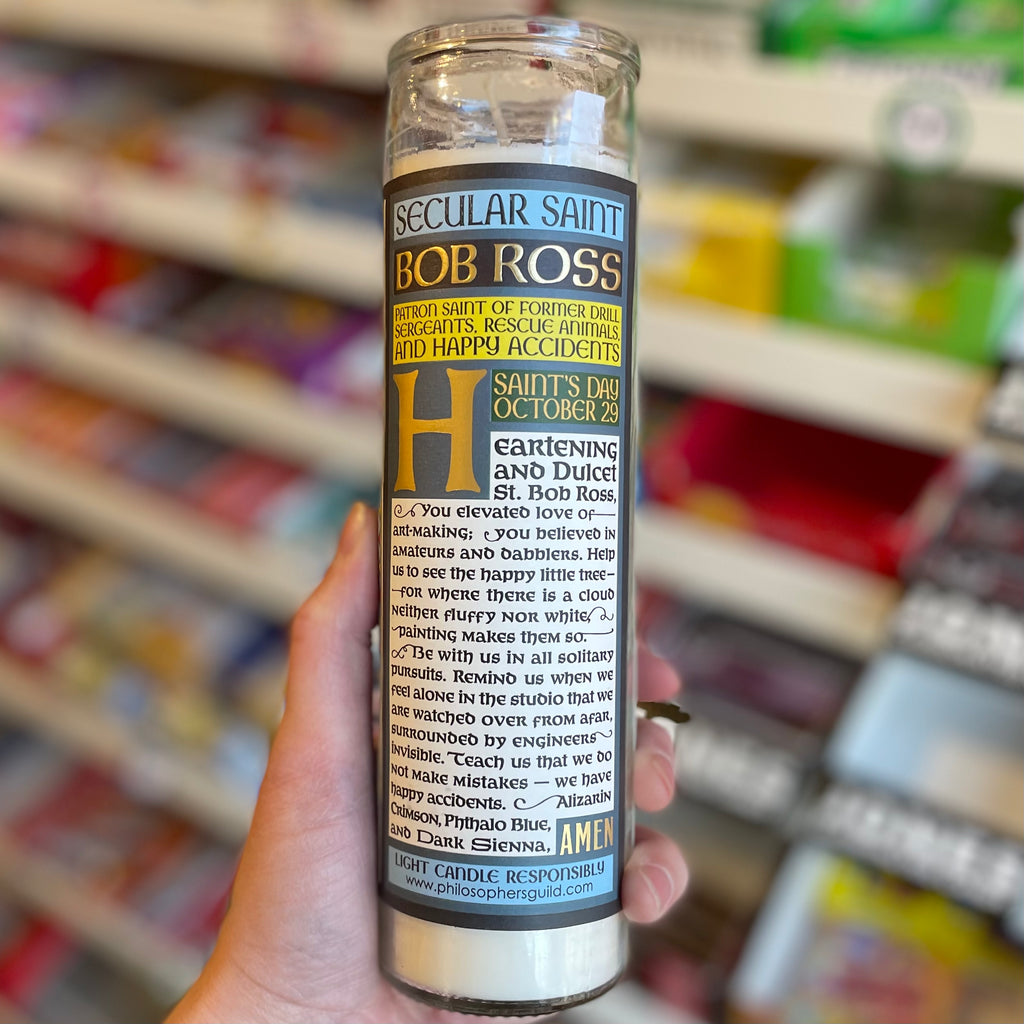 SECULAR SAINT
BOB ROSS
PATRON SAINT OF FORMER DRILL
SERGEANTS, RESCUE ANIMALS,
AND HAPPY ACCIDENTS
SAINT'S DAY
OCTOBER 29
HEARTENING
AND DULCET
ST. BOB ROSS,
You elevated love of—
art-making; you believed in
amateurs and dabblers. Help
us to see the happy little tree—
—for where there is a cloud
neither fluffy nor white,
painting makes them so.
Be with us in all solitary
pursuits. Remind us when we
feel alone in the studio that we
are watched over from afar,
surrounded by engineers
invisible. Teach us that we do
not make mistakes — we have
happy accidents. Alizarin
Crimson, Phthalo Blue,
and Dark Sienna, AMEN
LIGHT CANDLE RESPONSIBLY
www.philosophersguild.com